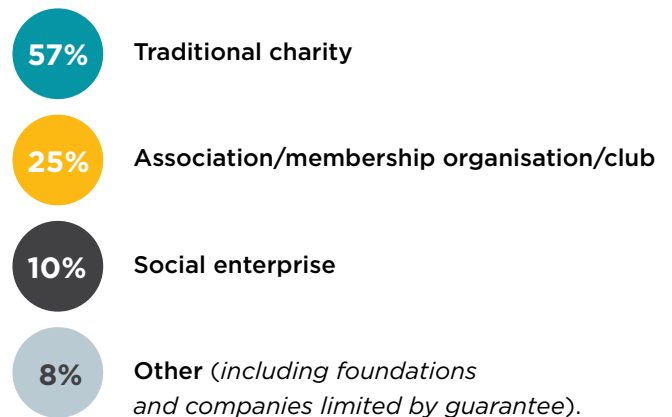 57% Traditional charity
25% Association/membership organisation/club
10% Social enterprise
8% Other (including foundations
and companies limited by guarantee).